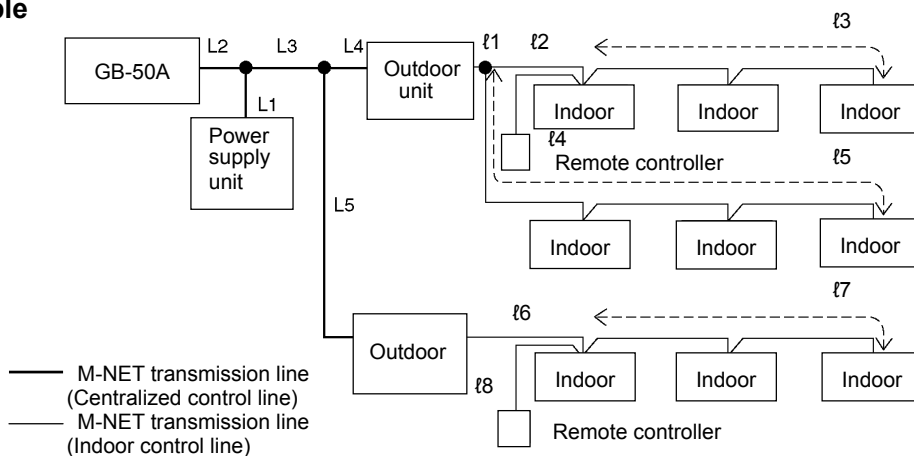 ple
GB-50A
L2
L3
L4
L1
Power
supply
unit
L5
Outdoor
unit
ℓ1
ℓ2
ℓ3
Indoor
Indoor
Indoor
ℓ4
Remote controller
ℓ5
Indoor
Indoor
Indoor
ℓ7
ℓ6
Outdoor
ℓ8
Indoor
Indoor
Indoor
Remote controller
M-NET transmission line
(Centralized control line)
M-NET transmission line
(Indoor control line)